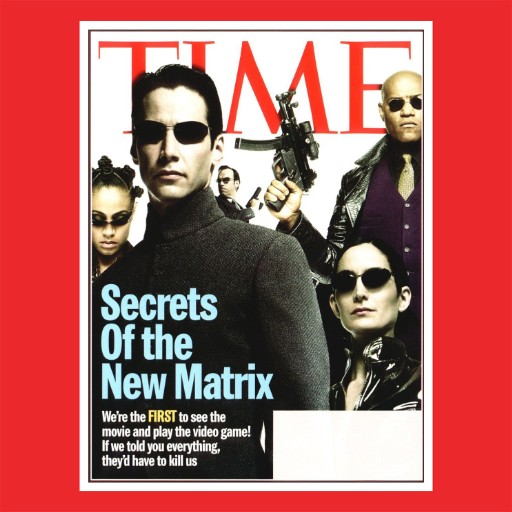 TIME
Secrets
Of the
New Matrix
We're the FIRST to see the
movie and play the video game!
If we told you everything,
they'd have to kill us